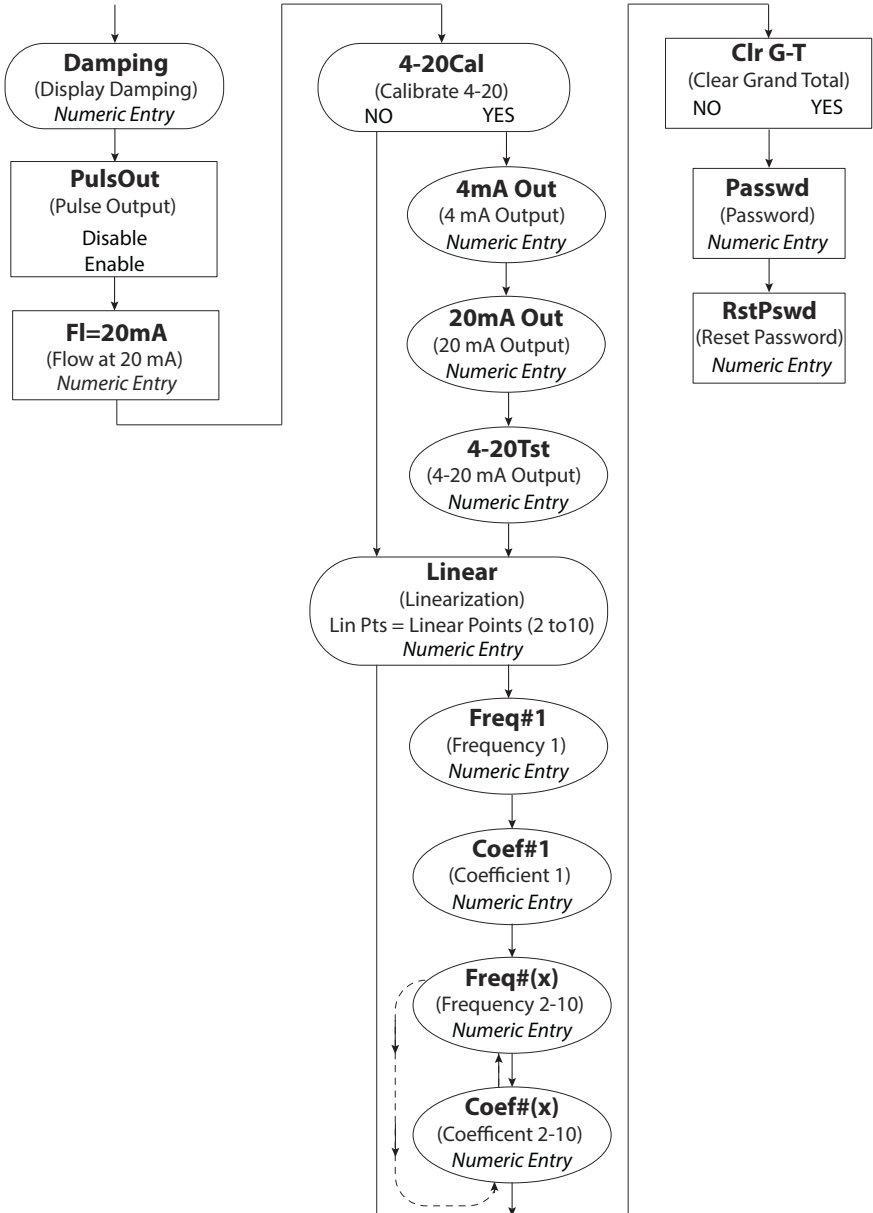 Damping
(Display Damping)
Numeric Entry
PulsOut
(Pulse Output)
Disable
Enable
Fl=20mA
(Flow at 20 mA)
Numeric Entry
4-20Cal
(Calibrate 4-20)
NO YES
4mA Out
(4 mA Output)
Numeric Entry
20mA Out
(20 mA Output)
Numeric Entry
4-20Tst
(4-20 mA Output)
Numeric Entry
Linear
(Linearization)
Lin Pts = Linear Points (2 to10)
Numeric Entry
Freq#1
(Frequency 1)
Numeric Entry
Coef#1
(Coefficient 1)
Numeric Entry
Freq#(x)
(Frequency 2-10)
Numeric Entry
Coef#(x)
(Coefficent 2-10)
Numeric Entry
Clr G-T
(Clear Grand Total)
NO YES
Passwd
(Password)
Numeric Entry
RstPswd
(Reset Password)
Numeric Entry